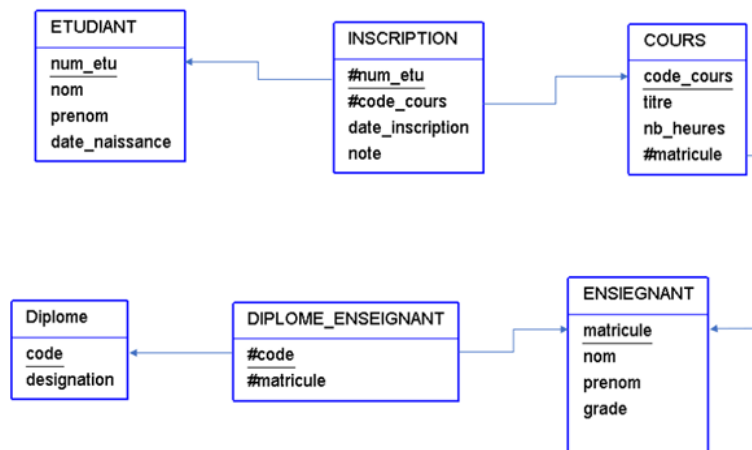 ETUDIANT
num_etu
nom
prenom
date_naissance
INSCRIPTION
#num_etu
#code_cours
date_inscription
note
COURS
code_cours
titre
nb_heures
#matricule
Diplome
code
designation
DIPLOME_ENSEIGNANT
#code
#matricule
ENSIEGNANT
matricule
nom
prenom
grade